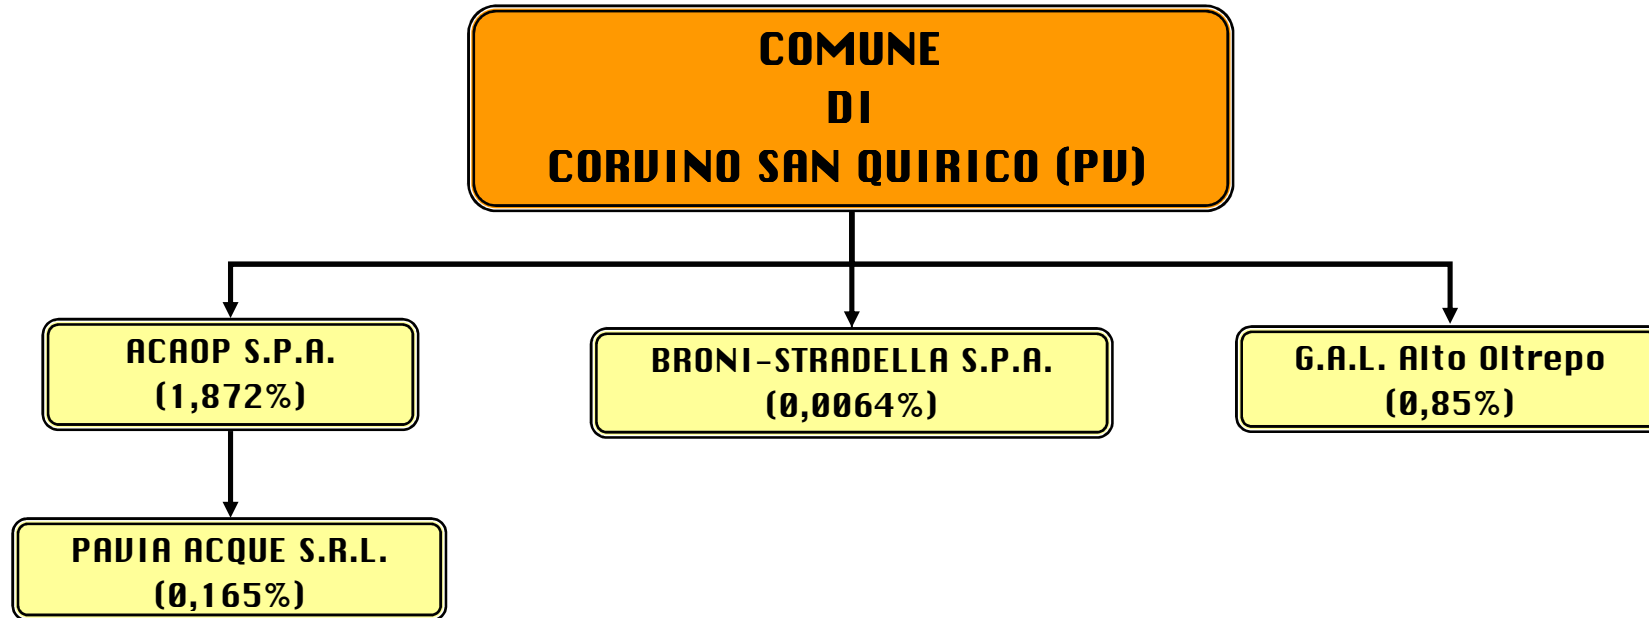 COMUNE
DI
CORVINO SAN QUIRICO (PV)
ACAOP S.P.A.
(1,872%)
BRONI-STRADELLA S.P.A.
(0,0064%)
G.A.L. Alto Oltrepo
(0,85%)
PAVIA ACQUE S.R.L.
(0,165%)